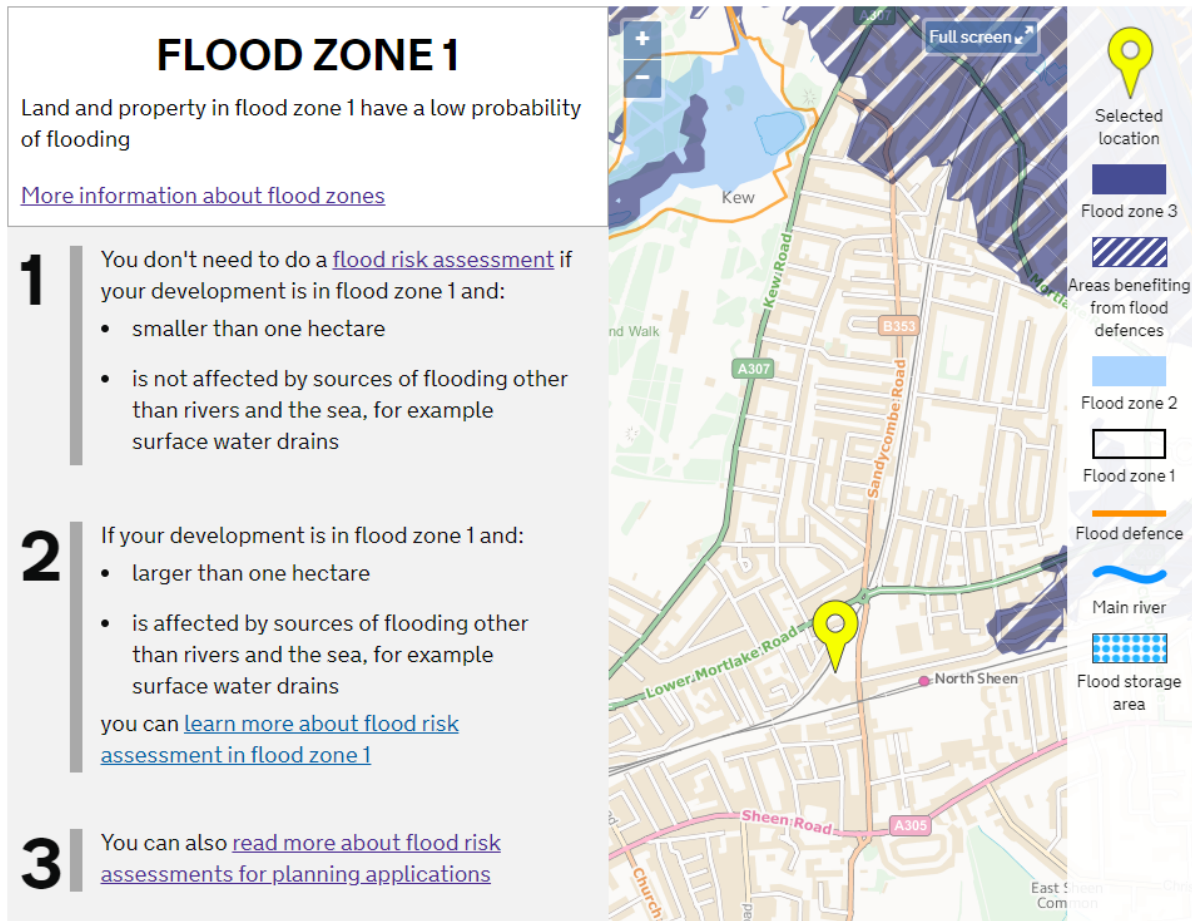 FLOOD ZONE 1
Land and property in flood zone 1 have a low probability
of flooding
More information about flood zones
1
You don't need to do a flood risk assessment if
your development is in flood zone 1 and:
• smaller than one hectare
• is not affected by sources of flooding other
than rivers and the sea, for example
surface water drains
2
If your development is in flood zone 1 and:
• larger than one hectare
• is affected by sources of flooding other
than rivers and the sea, for example
surface water drains
you can learn more about flood risk
assessment in flood zone 1
3
You can also read more about flood risk
assessments for planning applications
+
−
A307
Full screen
Kew
Kew Road
nd Walk
B353
A307
Sandycombe Road
Mortla
Lower Mortlake Road
North Sheen
Sheen Road
A305
Church
East Sheen
Com
Selected
location
Flood zone 3
Areas benefiting
from flood
defences
Flood zone 2
Flood zone 1
Flood defence
Main river
Flood storage
area